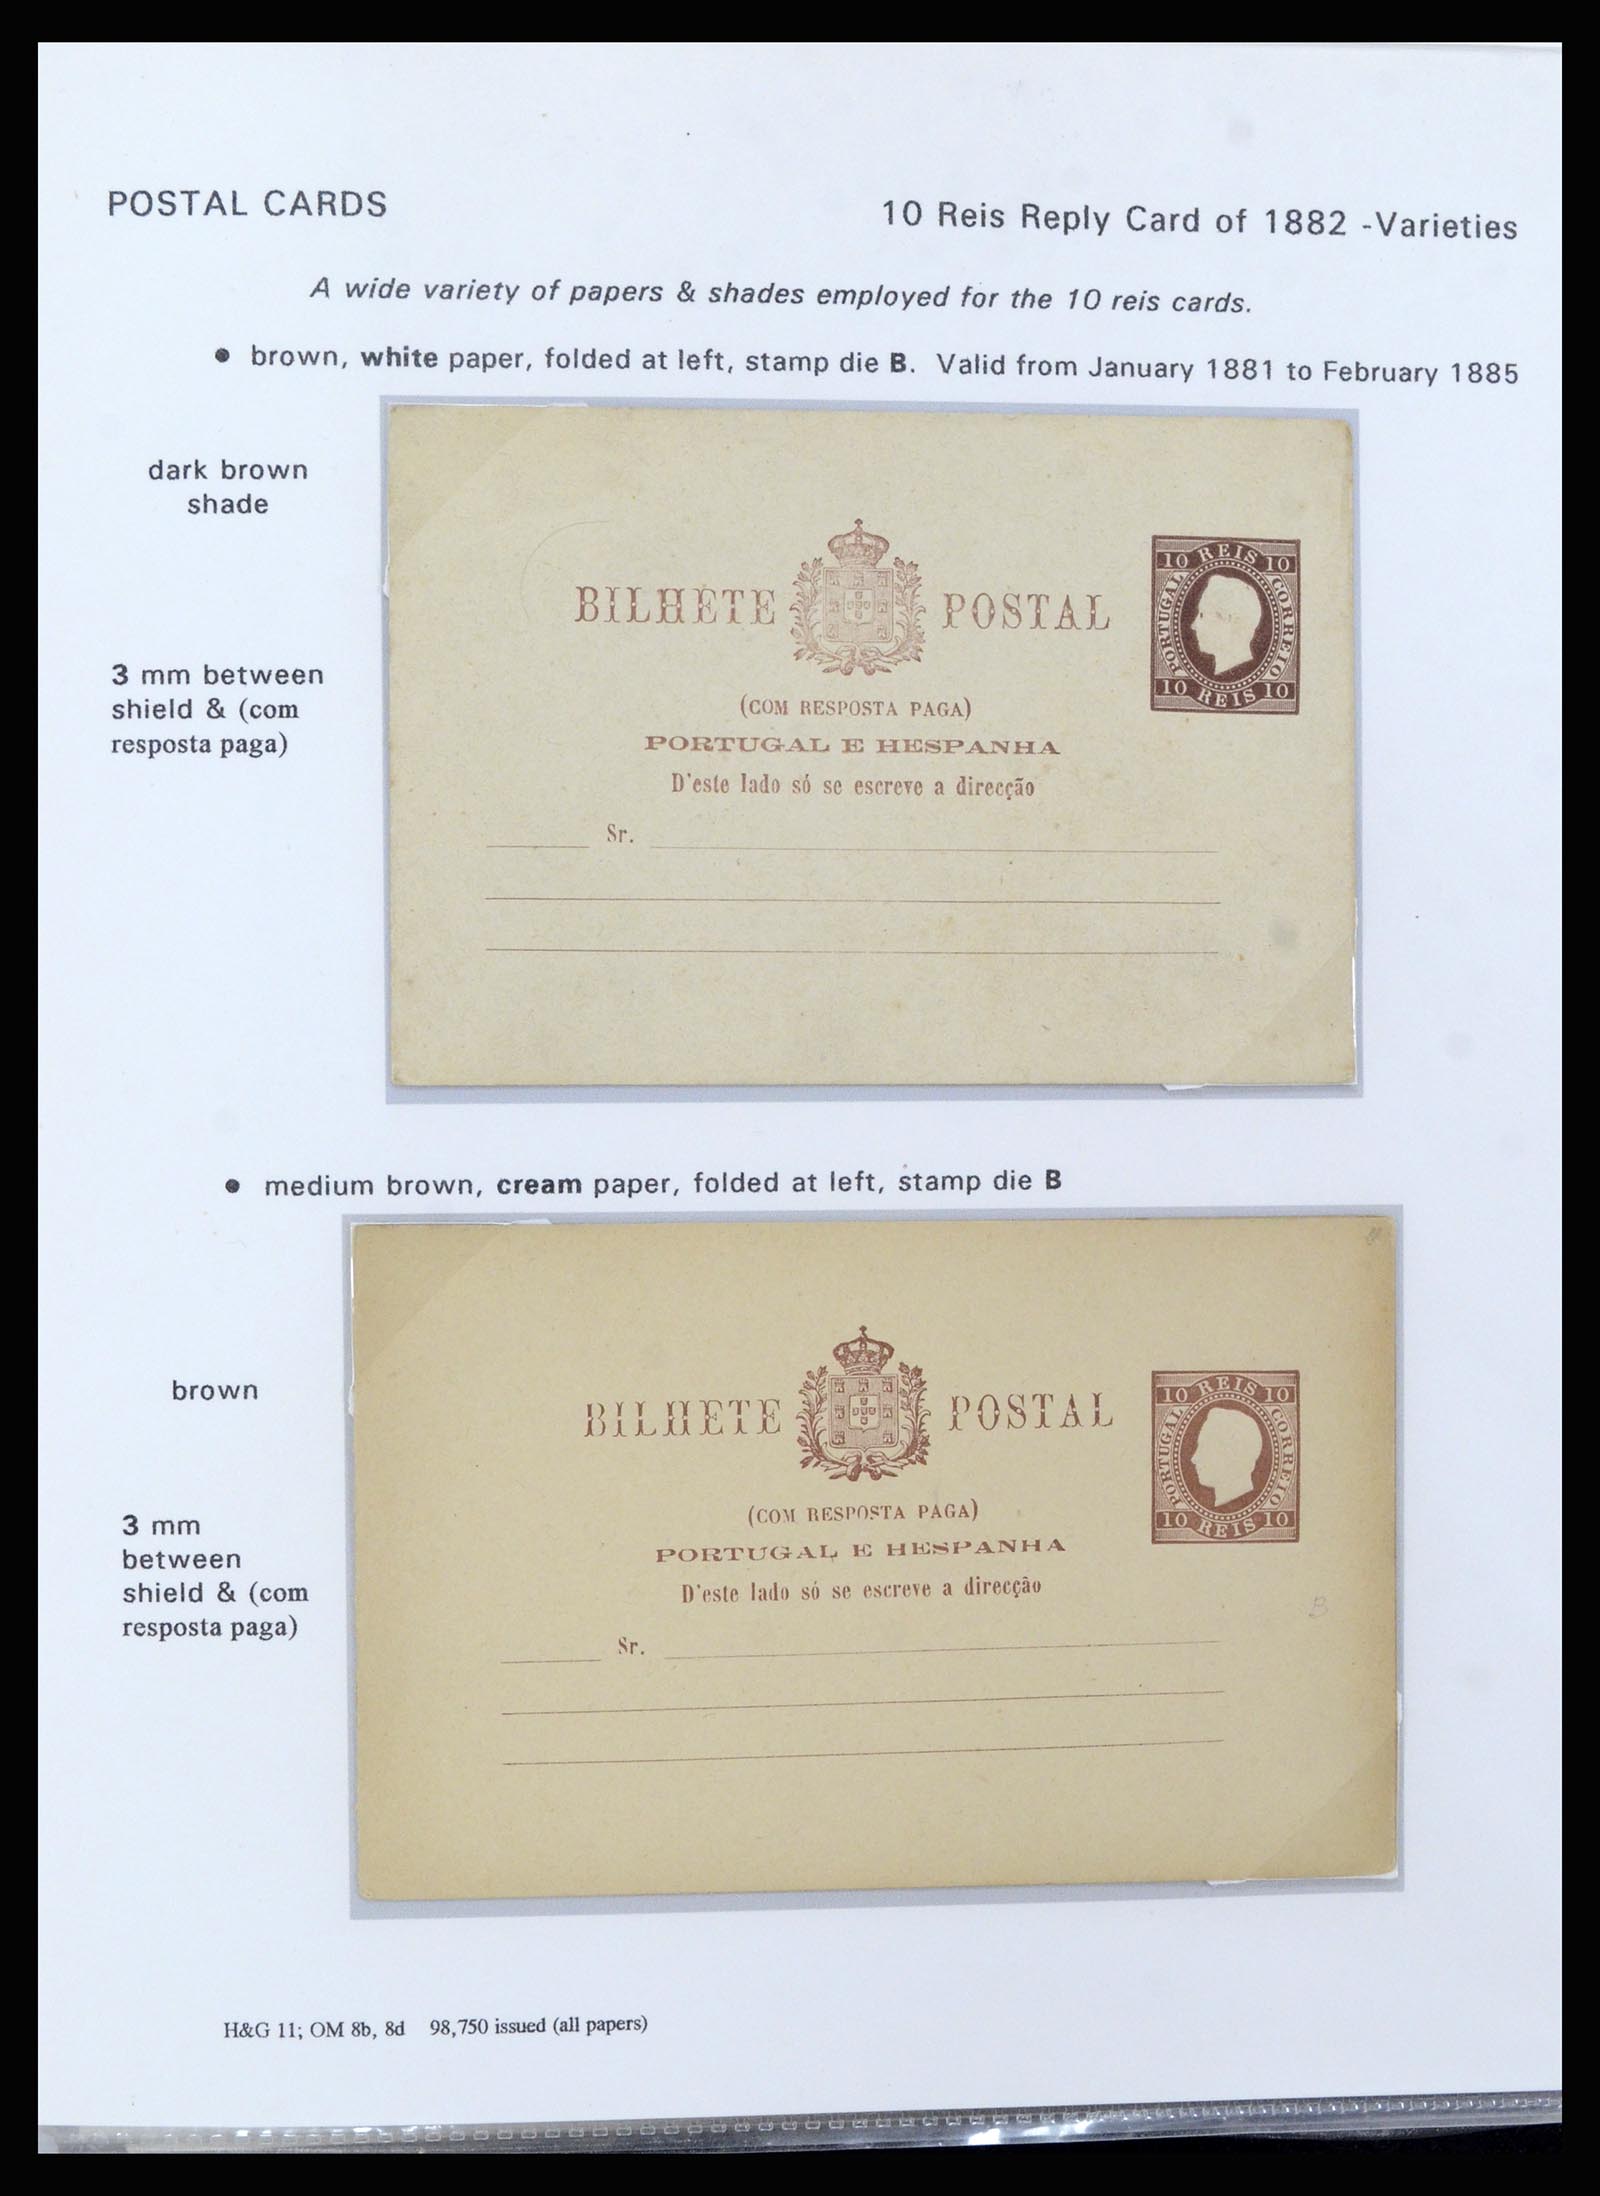 POSTAL CARDS
10 Reis Reply Card of 1882 -Varieties
A wide variety of papers & shades employed for the 10 reis cards.
● brown, white paper, folded at left, stamp die B. Valid from January 1881 to February 1885
dark brown
shade
3 mm between
shield & (com
resposta paga)
BILHETE POSTAL
10 REIS 10
PORTUGAL
CORREIO
10 REIS 10
(COM RESPOSTA PAGA)
PORTUGAL E HESPANHA
D'este lado só se escreve a direcção
Sr.
● medium brown, cream paper, folded at left, stamp die B
brown
3 mm
between
shield & (com
resposta paga)
BILHETE POSTAL
10 REIS 10
PORTUGAL
CORREIO
10 REIS 10
(COM RESPOSTA PAGA)
PORTUGAL E HESPANHA
D'este lado só se escreve a direcção
B
Sr.
H&G 11; OM 8b, 8d 98,750 issued (all papers)